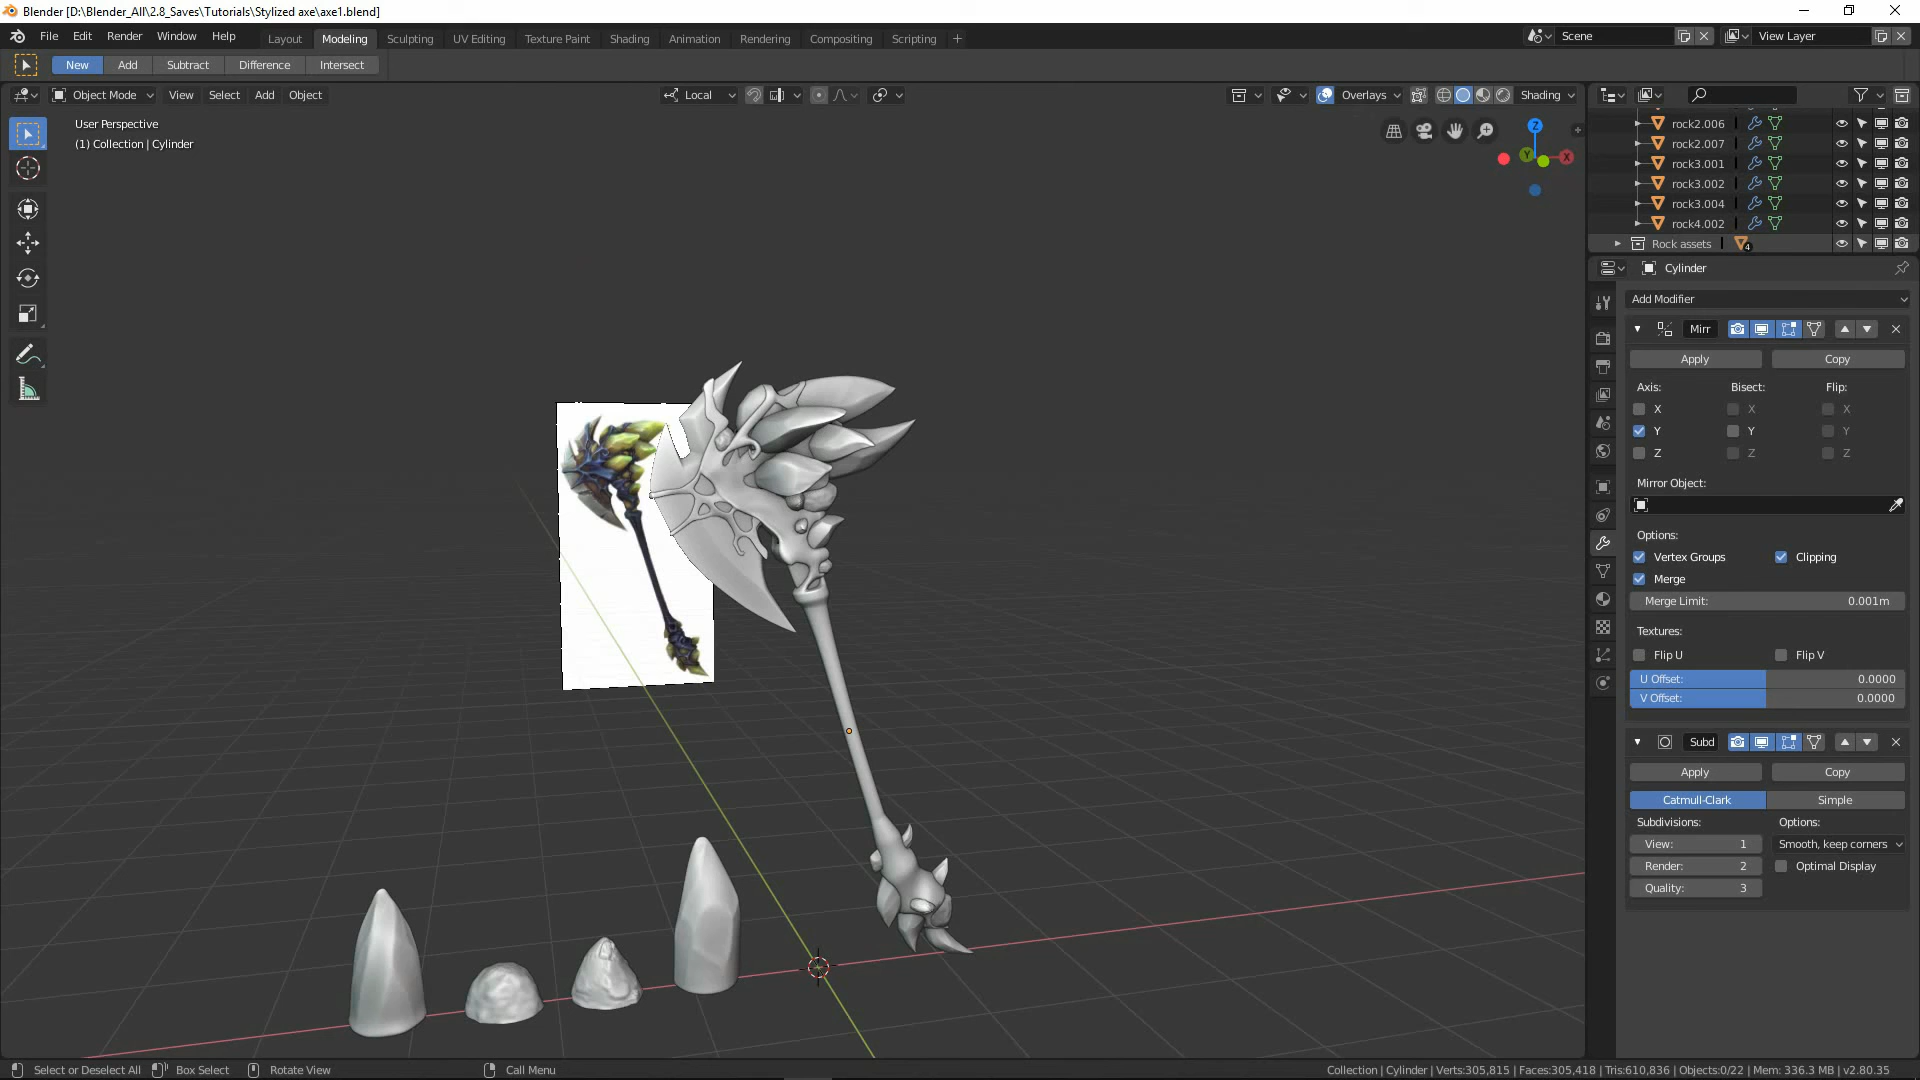 Blender [D:\Blender_All\2.8_Saves\Tutorials\Stylized axe\axe1.blend]
File Edit Render Window Help Layout Modeling Sculpting UV Editing Texture Paint Shading Animation Rendering Compositing Scripting + Scene View Layer
New Add Subtract Difference Intersect
Object Mode View Select Add Object Local Overlays Shading
User Perspective
(1) Collection | Cylinder
Z
Y X
rock2.006
rock2.007
rock3.001
rock3.002
rock3.004
rock4.002
Rock assets 4
Cylinder
Add Modifier
Mirr
Apply Copy
Axis: Bisect: Flip:
X X X
Y Y Y
Z Z Z
Mirror Object:
Options:
Vertex Groups Clipping
Merge
Merge Limit: 0.001m
Textures:
Flip U Flip V
U Offset: 0.0000
V Offset: 0.0000
Subd
Apply Copy
Catmull-Clark Simple
Subdivisions: Options:
View: 1 Smooth, keep corners
Render: 2 Optimal Display
Quality: 3
Select or Deselect All Box Select Rotate View Call Menu Collection | Cylinder | Verts:305,815 | Faces:305,418 | Tris:610,836 | Objects:0/22 | Mem: 336.3 MB | v2.80.35